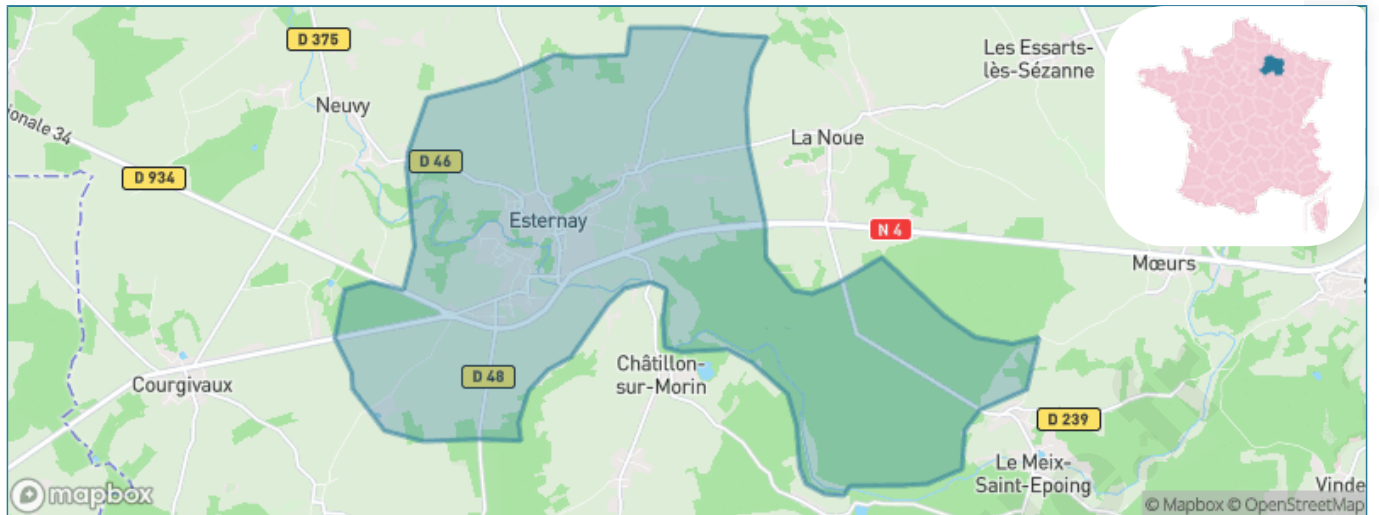 D 375
Les Essarts-
lès-Sézanne
Neuvy
ionale 34
La Noue
D 46
D 934
Esternay
N 4
Mœurs
Châtillon-
sur-Morin
D 48
Courgivaux
D 239
Le Meix-
Saint-Epoing
Vinde
mapbox
© Mapbox © OpenStreetMap